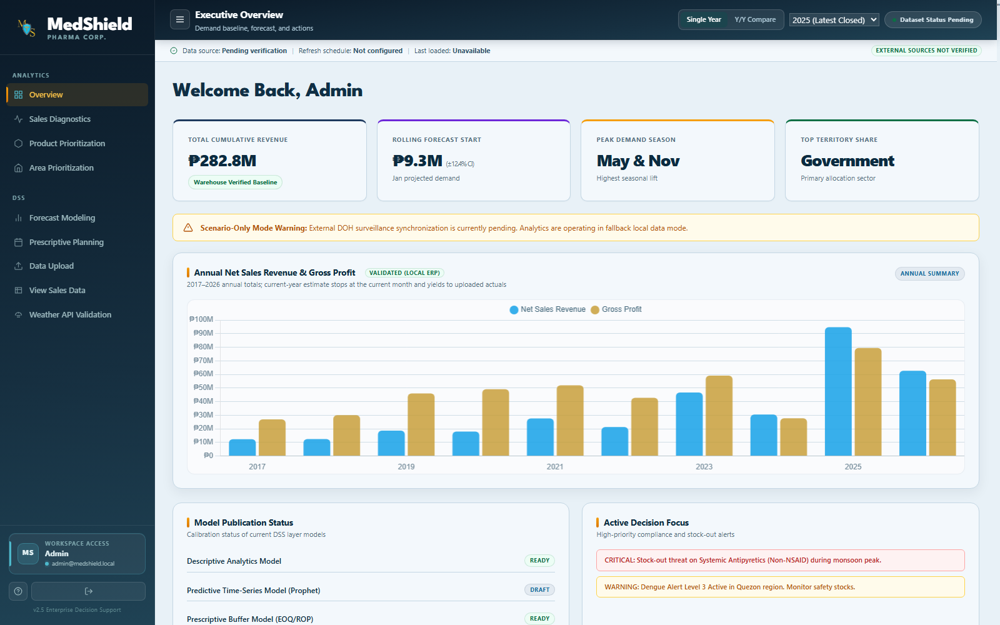 MedShield
PHARMA CORP.
ANALYTICS
Overview
Sales Diagnostics
Product Prioritization
Area Prioritization
DSS
Forecast Modeling
Prescriptive Planning
Data Upload
View Sales Data
Weather API Validation
MS
WORKSPACE ACCESS
Admin
admin@medshield.local
v2.5 Enterprise Decision Support
Executive Overview
Demand baseline, forecast, and actions
Single Year
Y/Y Compare
2025 (Latest Closed)
Dataset Status Pending
Data source: Pending verification | Refresh schedule: Not configured | Last loaded: Unavailable
EXTERNAL SOURCES NOT VERIFIED
Welcome Back, Admin
TOTAL CUMULATIVE REVENUE
₱282.8M
Warehouse Verified Baseline
ROLLING FORECAST START
₱9.3M (±12.4% CI)
Jan projected demand
PEAK DEMAND SEASON
May & Nov
Highest seasonal lift
TOP TERRITORY SHARE
Government
Primary allocation sector
Scenario-Only Mode Warning: External DOH surveillance synchronization is currently pending. Analytics are operating in fallback local data mode.
Annual Net Sales Revenue & Gross Profit
VALIDATED (LOCAL ERP)
2017–2026 annual totals; current-year estimate stops at the current month and yields to uploaded actuals
ANNUAL SUMMARY
Net Sales Revenue
Gross Profit
₱100M
₱90M
₱80M
₱70M
₱60M
₱50M
₱40M
₱30M
₱20M
₱10M
₱0
2017
2019
2021
2023
2025
Model Publication Status
Calibration status of current DSS layer models
Descriptive Analytics Model
READY
Predictive Time-Series Model (Prophet)
DRAFT
Prescriptive Buffer Model (EOQ/ROP)
READY
Active Decision Focus
High-priority compliance and stock-out alerts
CRITICAL: Stock-out threat on Systemic Antipyretics (Non-NSAID) during monsoon peak.
WARNING: Dengue Alert Level 3 Active in Quezon region. Monitor safety stocks.